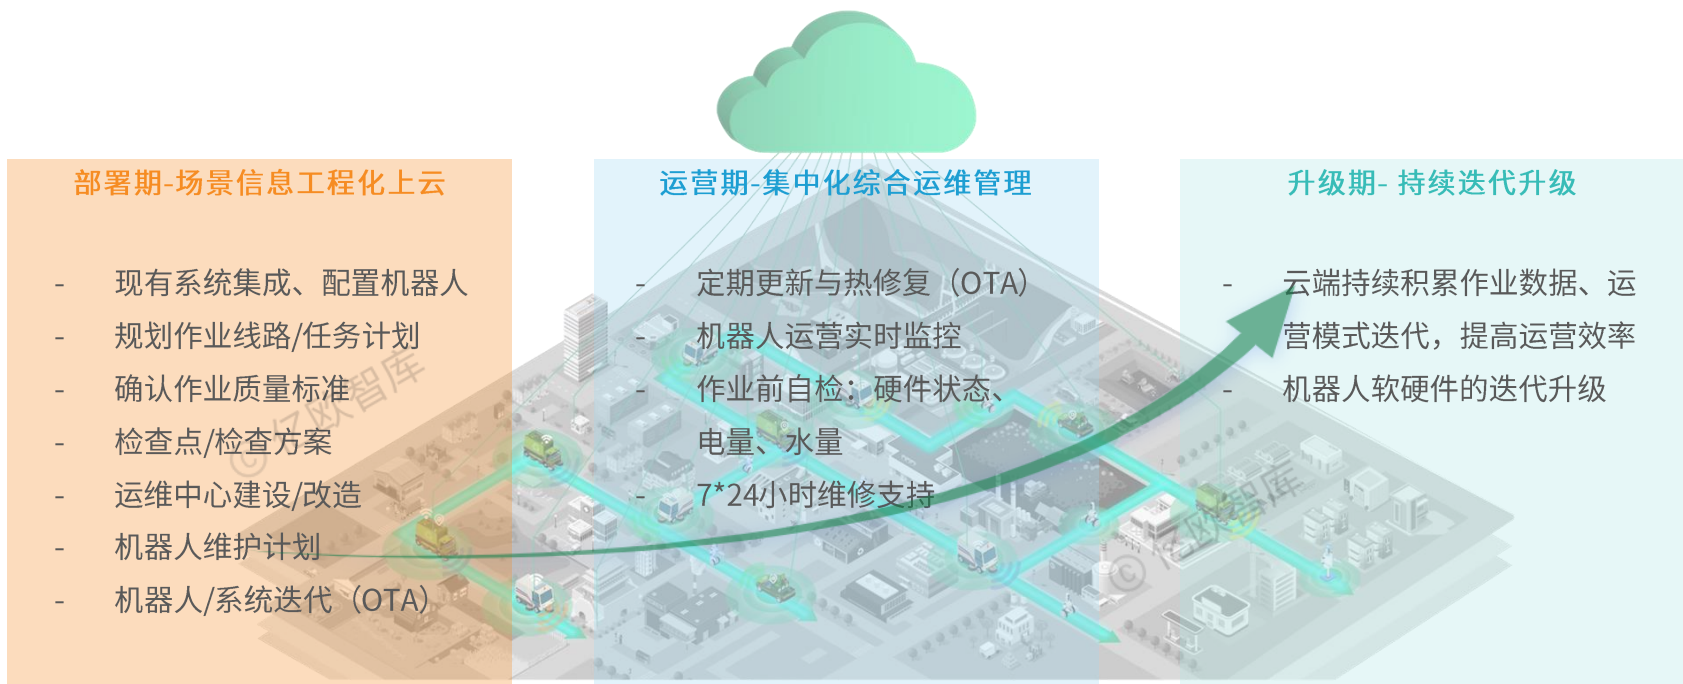 部署期-场景信息工程化上云
- 现有系统集成、配置机器人
- 规划作业线路/任务计划
- 确认作业质量标准
- 检查点/检查方案
- 运维中心建设/改造
- 机器人维护计划
- 机器人/系统迭代（OTA）
运营期-集中化综合运维管理
- 定期更新与热修复（OTA）
- 机器人运营实时监控
- 作业前自检：硬件状态、
电量、水量
- 7*24小时维修支持
升级期- 持续迭代升级
- 云端持续积累作业数据、运
营模式迭代，提高运营效率
- 机器人软硬件的迭代升级
© 亿欧智库
© 亿欧智库